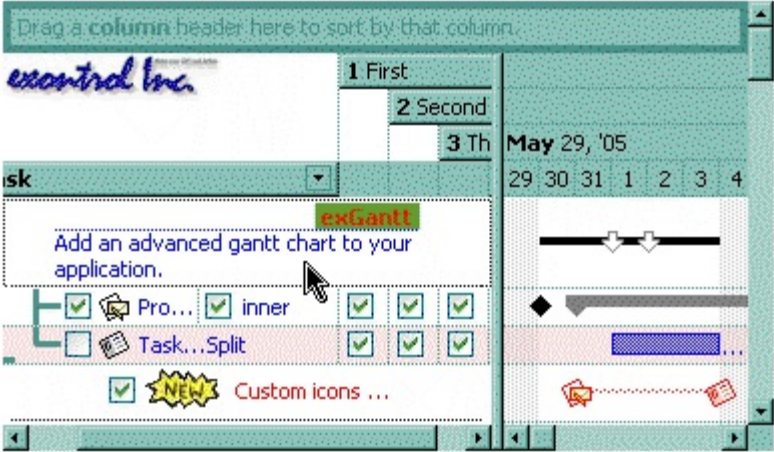 Drag a column header here to sort by that column.
exontrol Inc.
1 First
2 Second
3 Th
May 29, '05
ask
29 30 31 1 2 3 4
exGantt
Add an advanced gantt chart to your
application.
Pro... inner
Task...Split
...
NEW
Custom icons ...